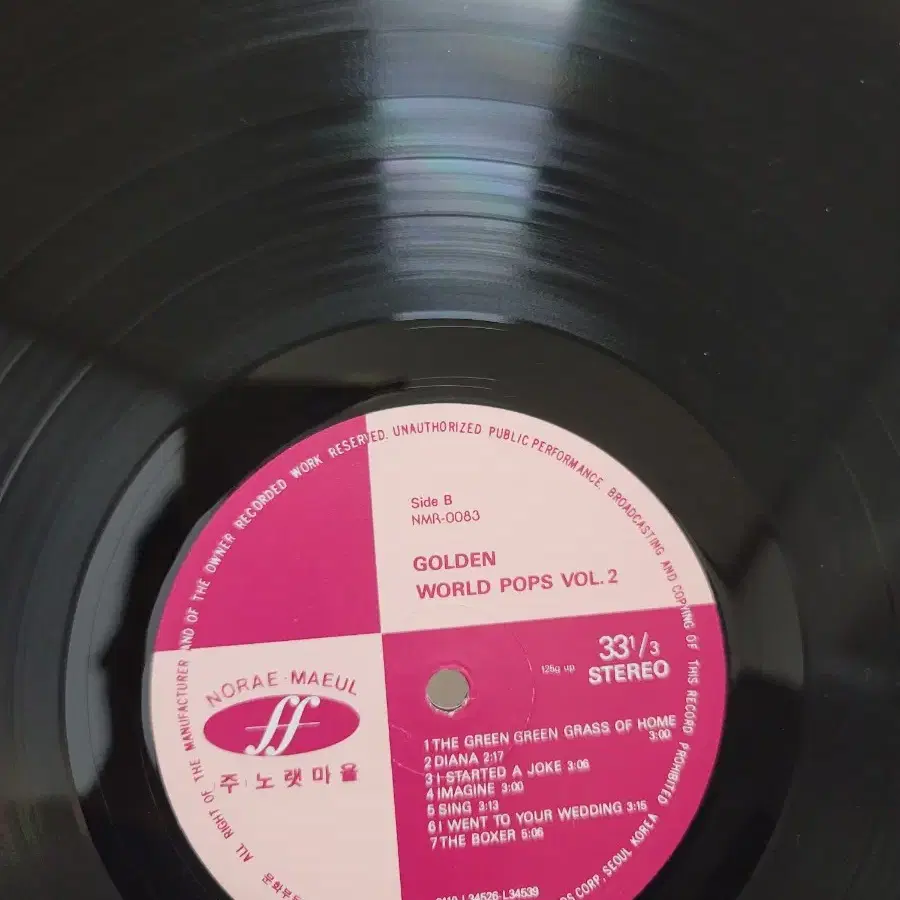 ALL RIGHT OF THE MANUFACTURER AND OF THE OWNER RECORDED WORK RESERVED. UNAUTHORIZED PUBLIC PERFORMANCE. BROADCASTING AND COPYING OF THIS RECORD PROHIBITED
Side B
NMR-0083
GOLDEN
WORLD POPS VOL. 2
33 1/3
126g up
STEREO
NORAE·MAEUL
ff
주·노랫마을
1 THE GREEN GREEN GRASS OF HOME
3:00
2 DIANA 2:17
3 I STARTED A JOKE 3:06
4 IMAGINE 3:00
5 SING 3:13
6 I WENT TO YOUR WEDDING 3:15
7 THE BOXER 5:06
L34526-L34539
CORP, SEOUL KOREA